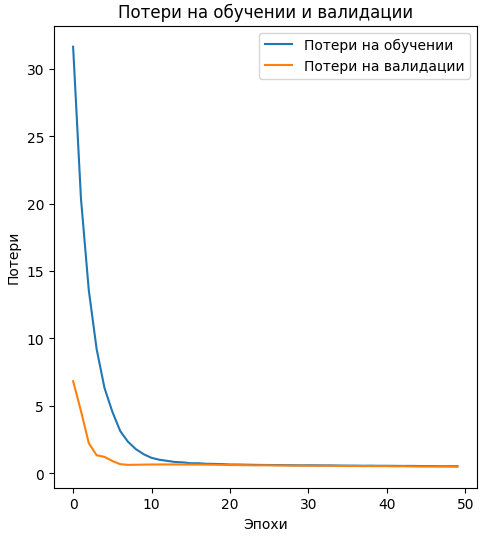 Потери на обучении и валидации
Потери на обучении
Потери на валидации
Потери
30
25
20
15
10
5
0
0 10 20 30 40 50
Эпохи